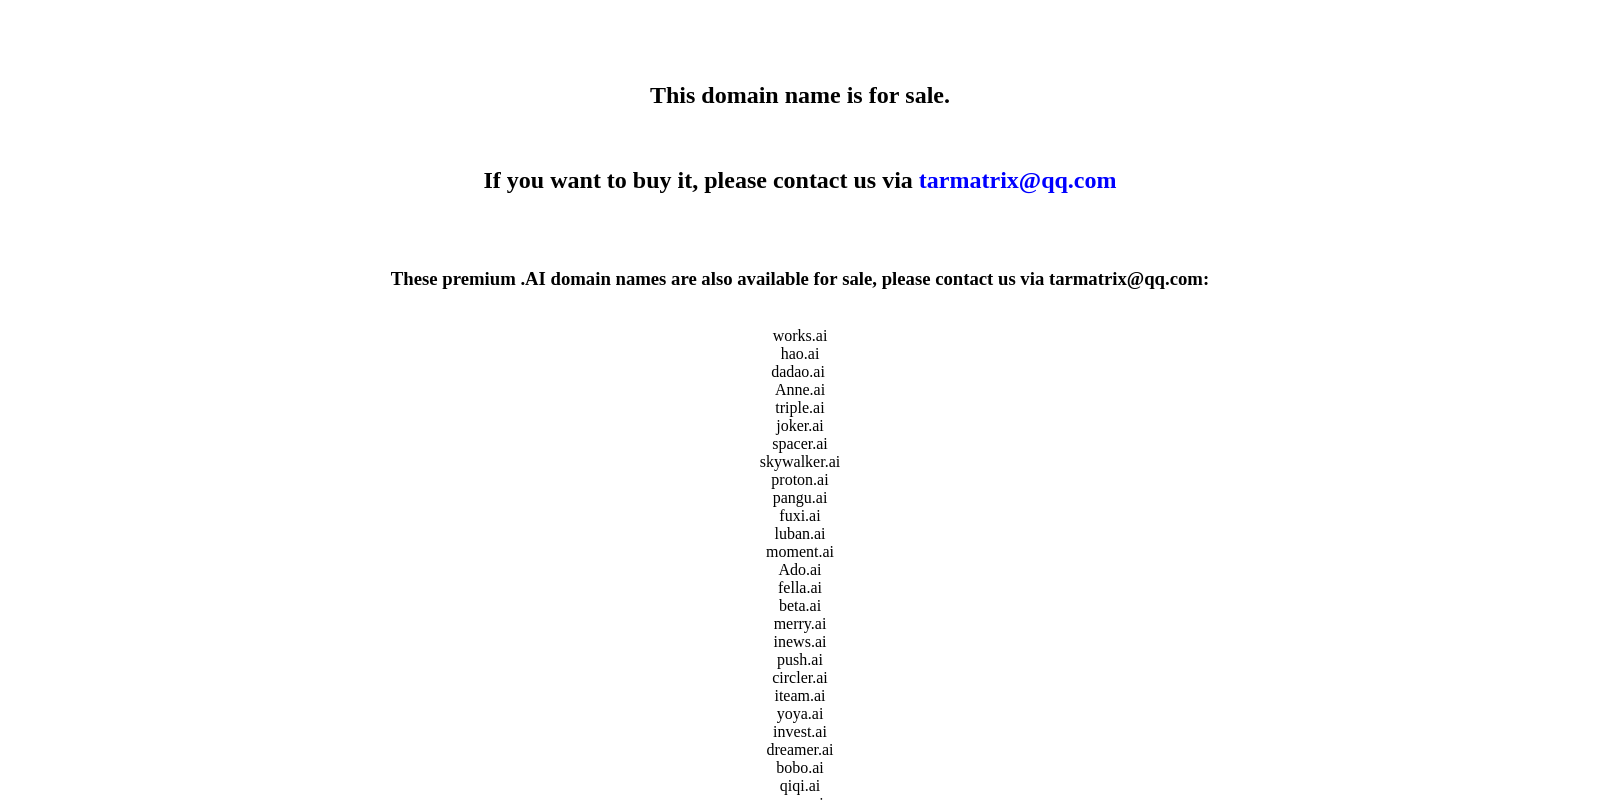 This domain name is for sale.
If you want to buy it, please contact us via tarmatrix@qq.com
These premium .AI domain names are also available for sale, please contact us via tarmatrix@qq.com:
works.ai
hao.ai
dadao.ai
Anne.ai
triple.ai
joker.ai
spacer.ai
skywalker.ai
proton.ai
pangu.ai
fuxi.ai
luban.ai
moment.ai
Ado.ai
fella.ai
beta.ai
merry.ai
inews.ai
push.ai
circler.ai
iteam.ai
yoya.ai
invest.ai
dreamer.ai
bobo.ai
qiqi.ai